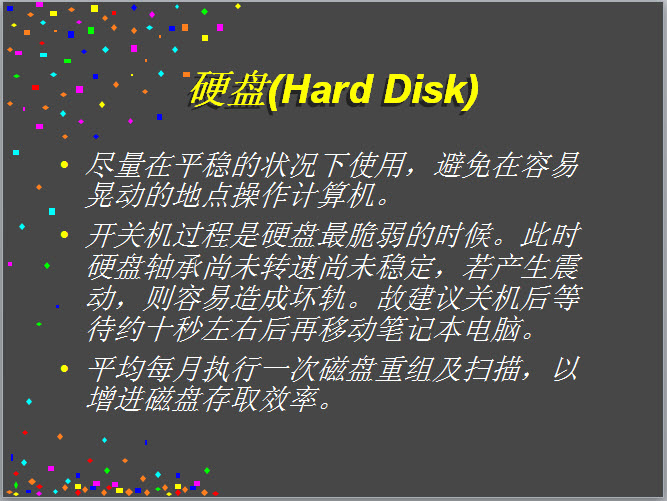 硬盘(Hard Disk)
• 尽量在平稳的状况下使用，避免在容易
晃动的地点操作计算机。
• 开关机过程是硬盘最脆弱的时候。此时
硬盘轴承尚未转速尚未稳定，若产生震
动，则容易造成坏轨。故建议关机后等
待约十秒左右后再移动笔记本电脑。
• 平均每月执行一次磁盘重组及扫描，以
增进磁盘存取效率。